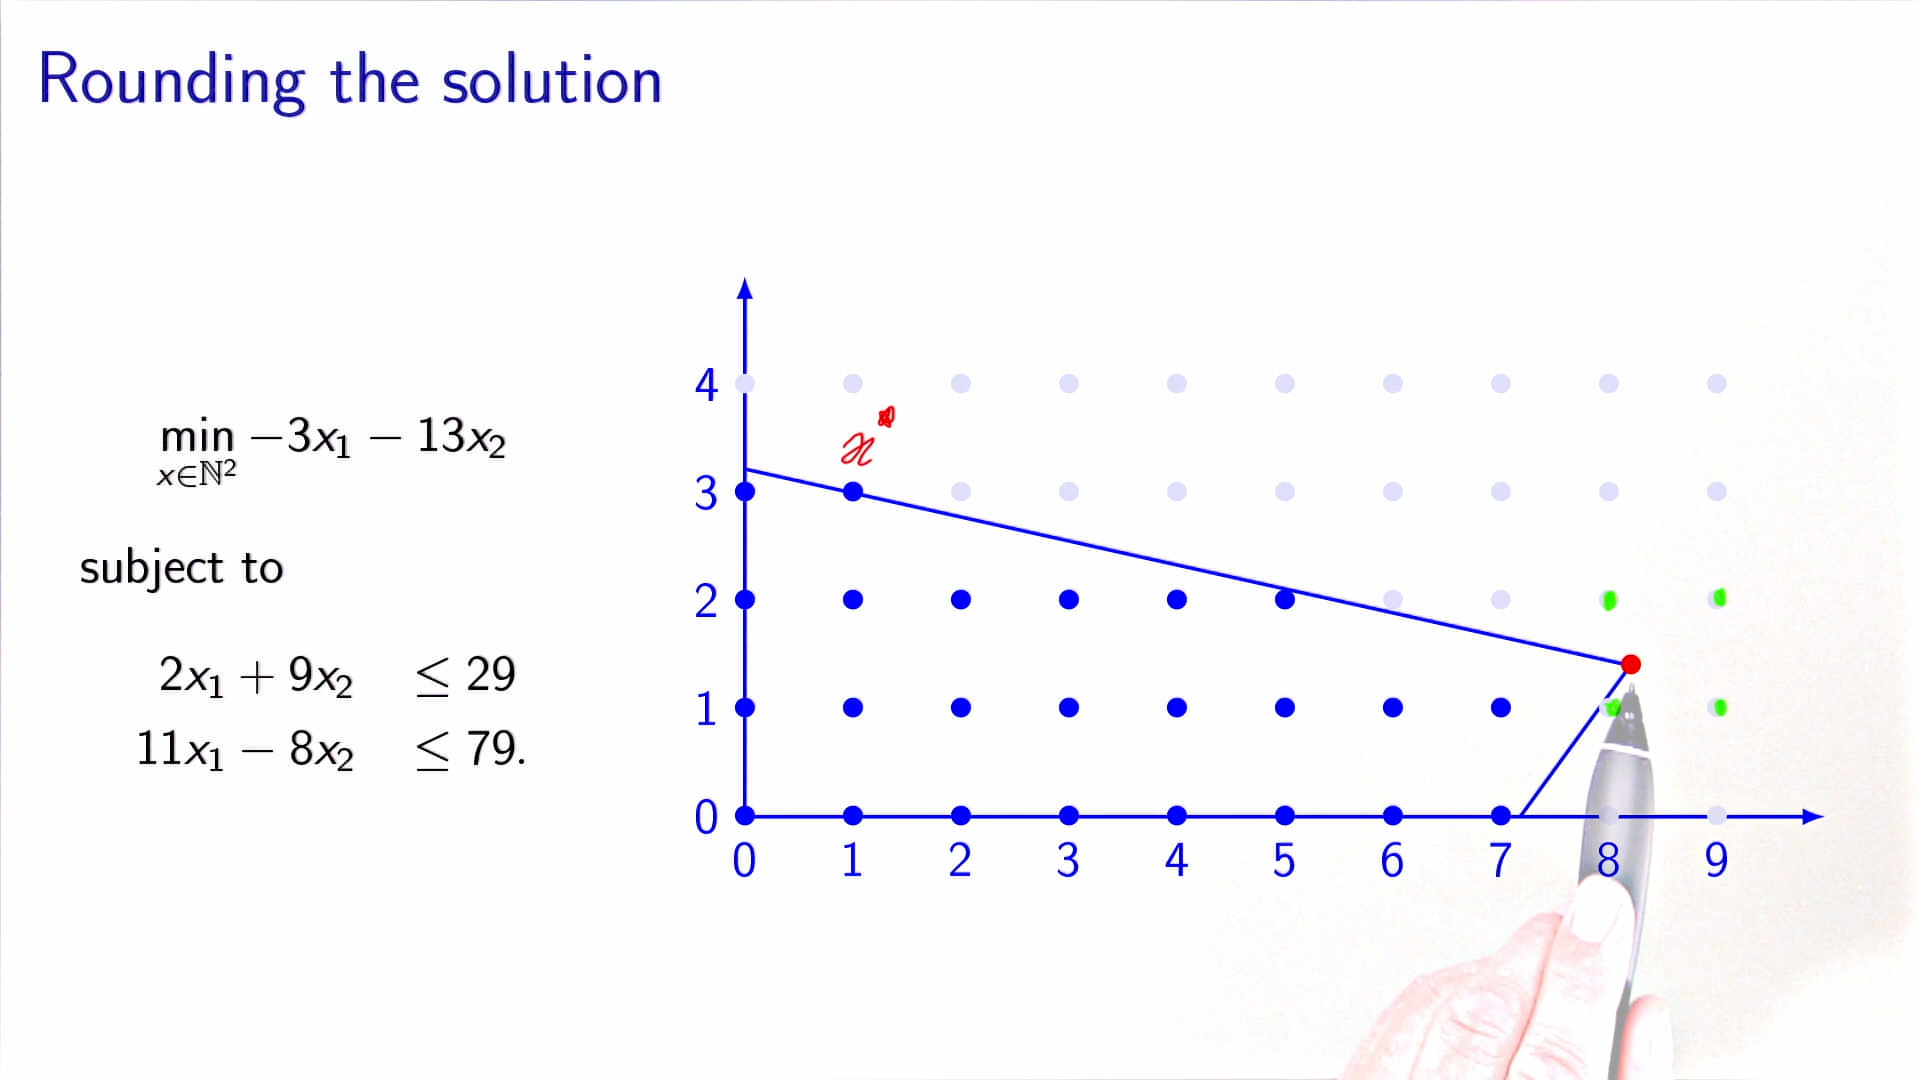 Rounding the solution
min −3x₁ − 13x₂
x∈ℕ²
subject to
2x₁ + 9x₂ ≤ 29
11x₁ − 8x₂ ≤ 79.
4
x*
3
2
1
0
0 1 2 3 4 5 6 7 8 9